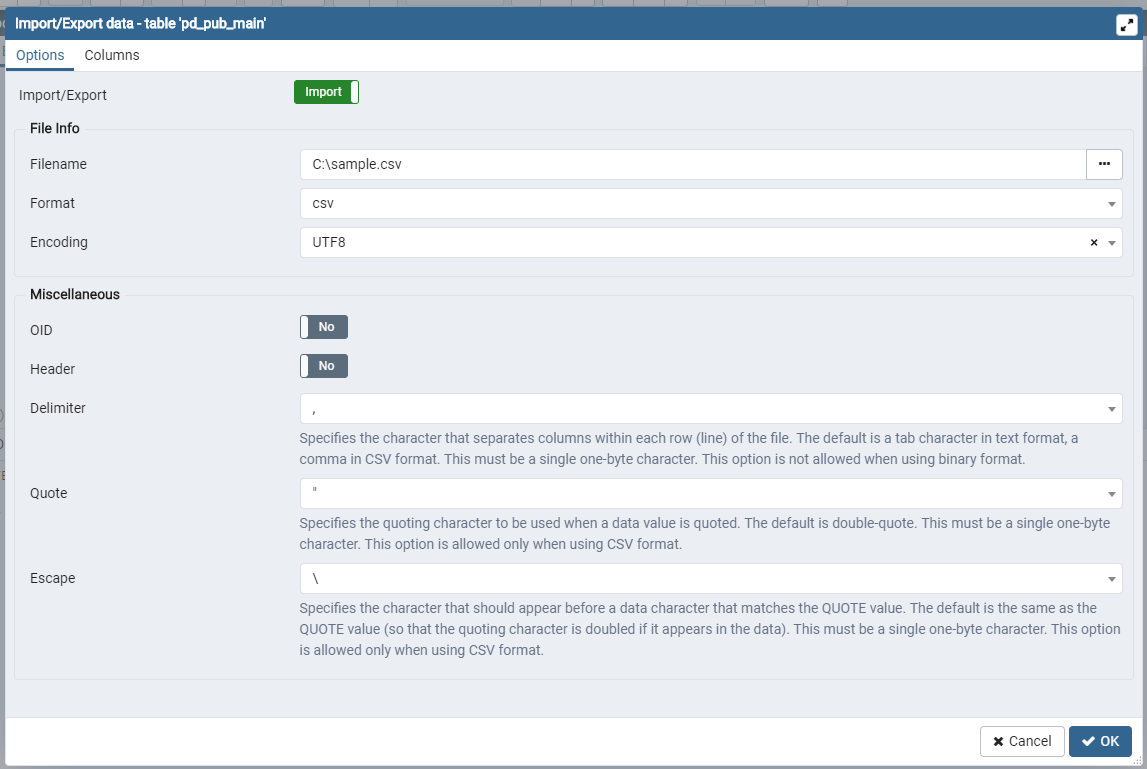 Import/Export data - table 'pd_pub_main'
Options Columns
Import/Export Import
File Info
Filename C:\sample.csv
Format csv
Encoding UTF8
Miscellaneous
OID No
Header No
Delimiter ,
Specifies the character that separates columns within each row (line) of the file. The default is a tab character in text format, a
comma in CSV format. This must be a single one-byte character. This option is not allowed when using binary format.
Quote "
Specifies the quoting character to be used when a data value is quoted. The default is double-quote. This must be a single one-byte
character. This option is allowed only when using CSV format.
Escape \
Specifies the character that should appear before a data character that matches the QUOTE value. The default is the same as the
QUOTE value (so that the quoting character is doubled if it appears in the data). This must be a single one-byte character. This option
is allowed only when using CSV format.
Cancel OK